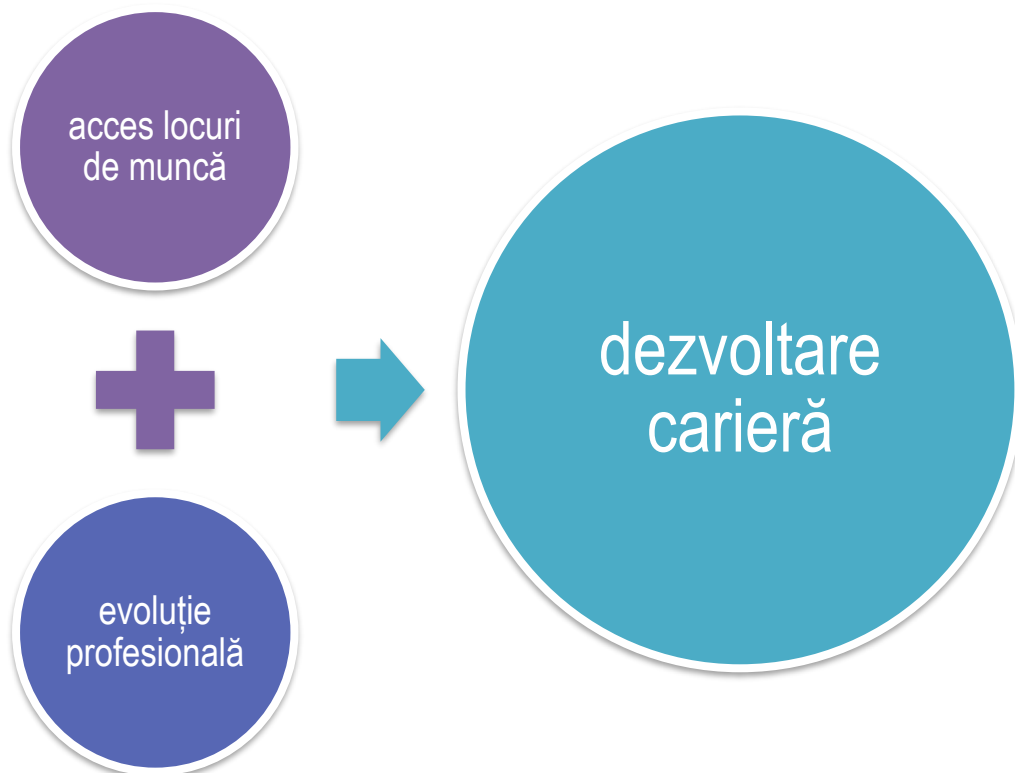 acces locuri
de muncă
evoluție
profesională
dezvoltare
carieră